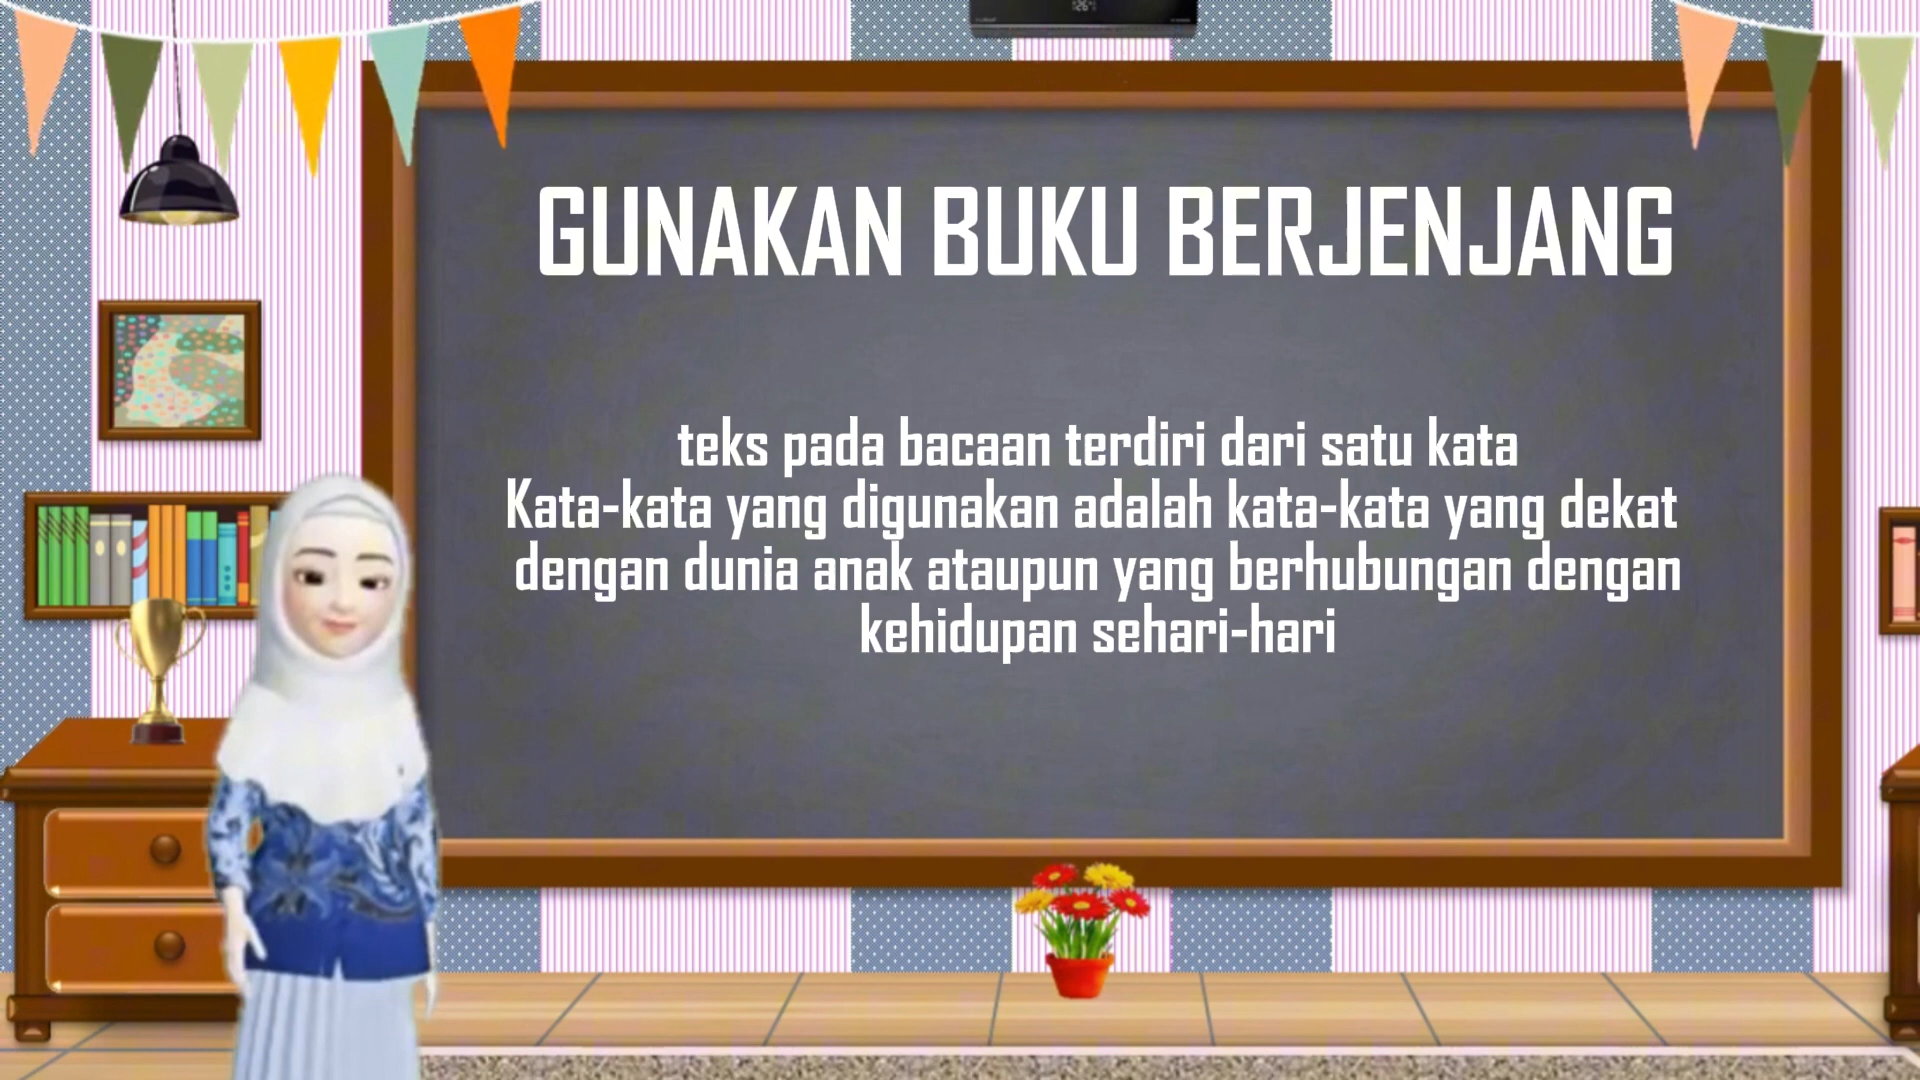 GUNAKAN BUKU BERJENJANG
teks pada bacaan terdiri dari satu kata
Kata-kata yang digunakan adalah kata-kata yang dekat
dengan dunia anak ataupun yang berhubungan dengan
kehidupan sehari-hari